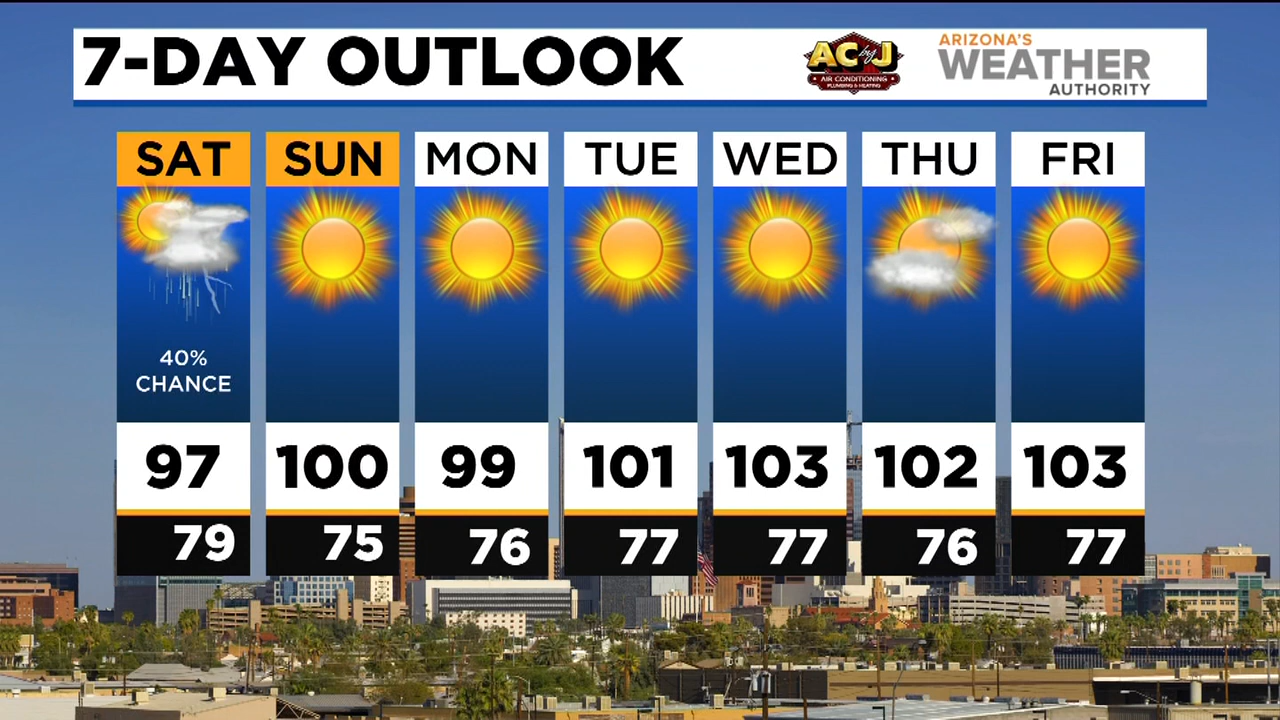 7-DAY OUTLOOK
AC by J
AIR CONDITIONING
PLUMBING & HEATING
ARIZONA'S
WEATHER
AUTHORITY
SAT SUN MON TUE WED THU FRI
40%
CHANCE
97 100 99 101 103 102 103
79 75 76 77 77 76 77